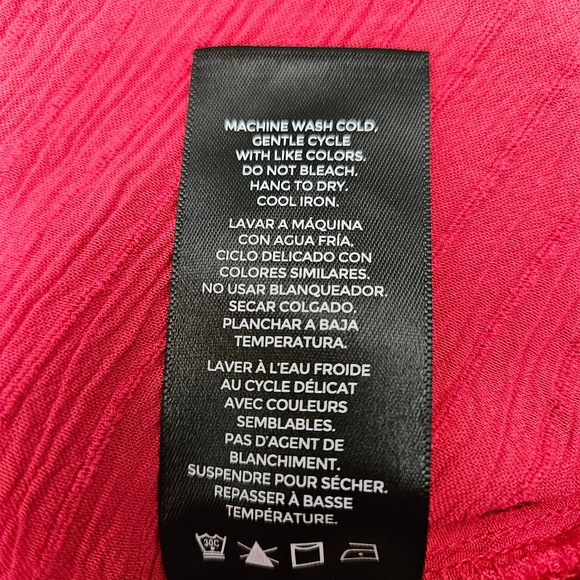 MACHINE WASH COLD,
GENTLE CYCLE
WITH LIKE COLORS.
DO NOT BLEACH.
HANG TO DRY.
COOL IRON.
LAVAR A MÁQUINA
CON AGUA FRÍA,
CICLO DELICADO CON
COLORES SIMILARES.
NO USAR BLANQUEADOR.
SECAR COLGADO.
PLANCHAR A BAJA
TEMPERATURA.
LAVER À L'EAU FROIDE
AU CYCLE DÉLICAT
AVEC COULEURS
SEMBLABLES.
PAS D'AGENT DE
BLANCHIMENT.
SUSPENDRE POUR SÉCHER.
REPASSER À BASSE
TEMPÉRATURE.
30C